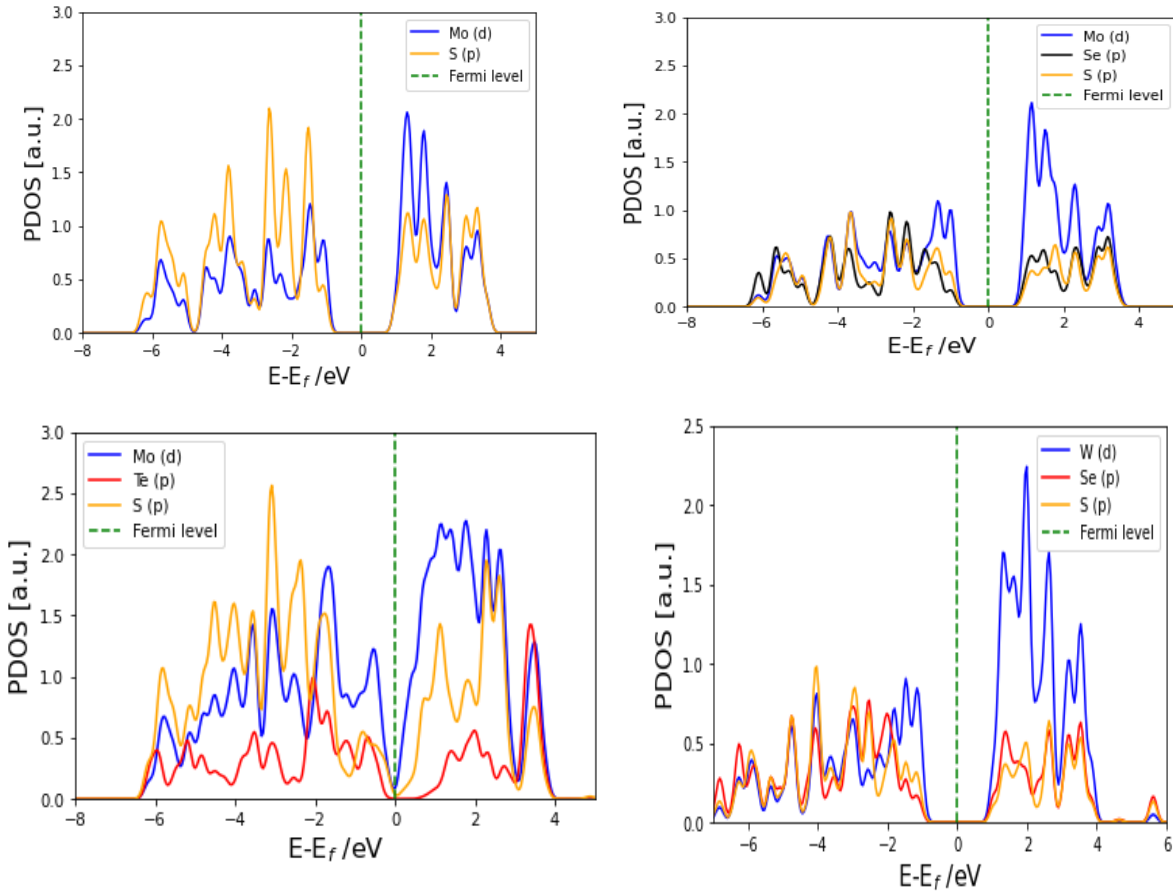 3.0
2.5
2.0
1.5
1.0
0.5
0.0
PDOS [a.u.]
Mo (d)
S (p)
Fermi level
−8 −6 −4 −2 0 2 4
E-E_f /eV
3.0
2.5
2.0
1.5
1.0
0.5
0.0
PDOS [a.u.]
Mo (d)
Se (p)
S (p)
Fermi level
−8 −6 −4 −2 0 2 4
E-E_f /eV
3.0
2.5
2.0
1.5
1.0
0.5
0.0
PDOS [a.u.]
Mo (d)
Te (p)
S (p)
Fermi level
−8 −6 −4 −2 0 2 4
E-E_f /eV
2.5
2.0
1.5
1.0
0.5
0.0
PDOS [a.u.]
W (d)
Se (p)
S (p)
Fermi level
−6 −4 −2 0 2 4 6
E-E_f /eV